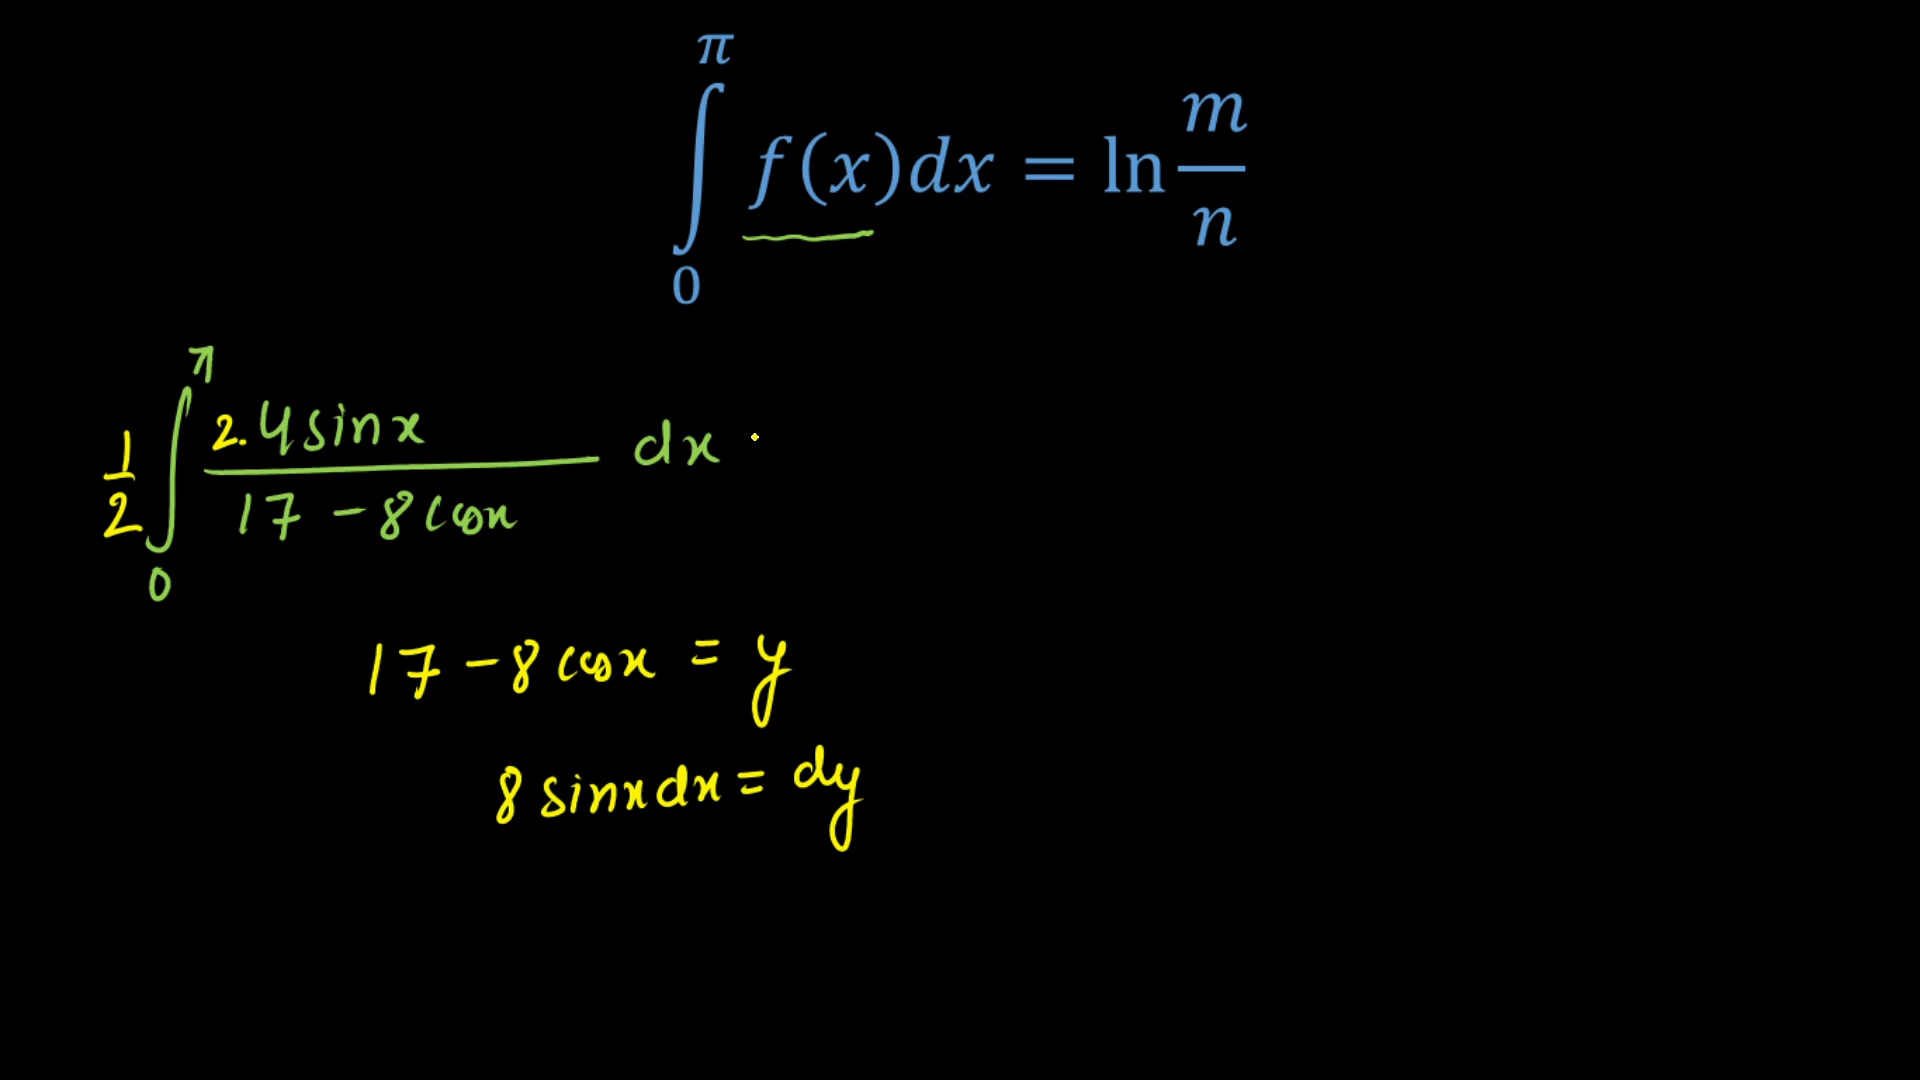 ∫₀^π f(x)dx = ln m/n
1/2 ∫₀^π 2.4sinx / 17 - 8cosx dx
17 - 8cosx = y
8 sinxdx = dy